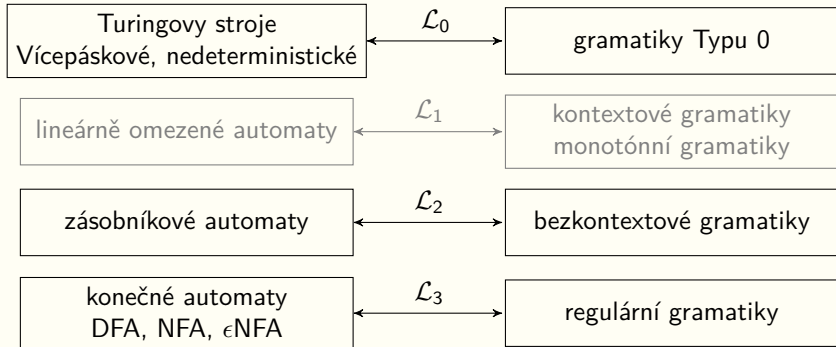 Turingovy stroje
Vícepáskové, nedeterministické
ℒ₀
gramatiky Typu 0
lineárně omezené automaty
ℒ₁
kontextové gramatiky
monotónní gramatiky
zásobníkové automaty
ℒ₂
bezkontextové gramatiky
konečné automaty
DFA, NFA, ϵNFA
ℒ₃
regulární gramatiky